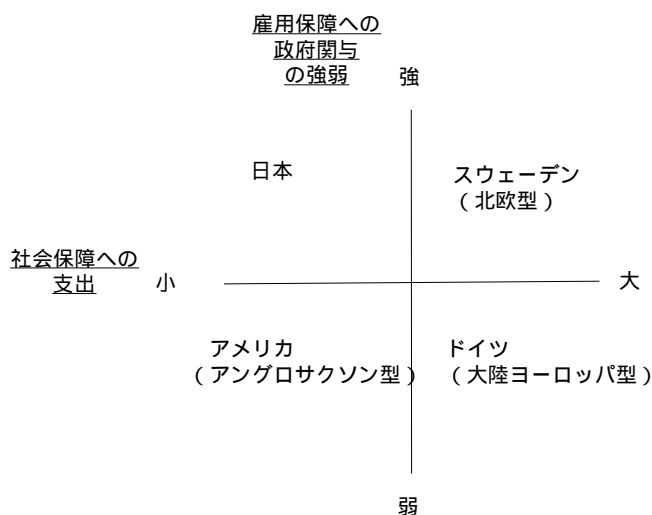 雇用保障への
政府関与
の強弱
強
日本
スウェーデン
(北欧型)
社会保障への
支出
小
大
アメリカ
(アングロサクソン型)
ドイツ
(大陸ヨーロッパ型)
弱